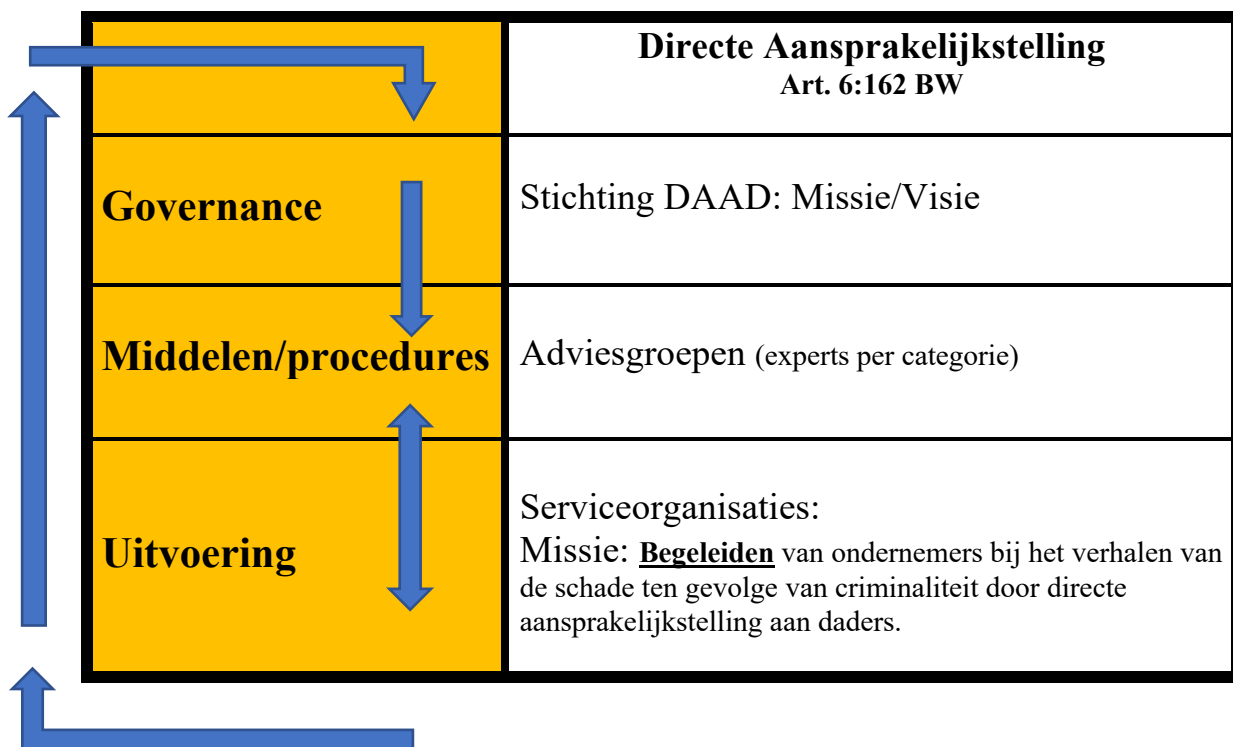 Directe Aansprakelijkstelling
Art. 6:162 BW
Governance
Stichting DAAD: Missie/Visie
Middelen/procedures
Adviesgroepen (experts per categorie)
Uitvoering
Serviceorganisaties:
Missie: Begeleiden van ondernemers bij het verhalen van
de schade ten gevolge van criminaliteit door directe
aansprakelijkstelling aan daders.